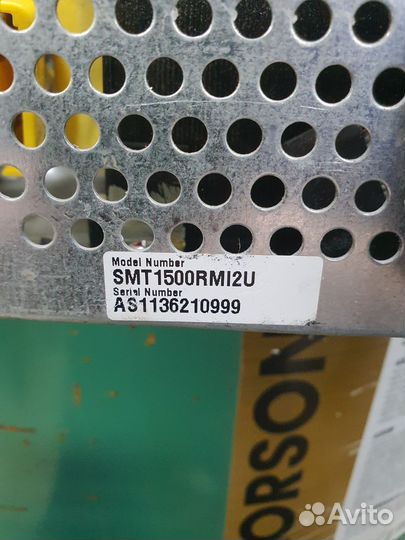 Model Number
SMT1500RMI2U
Serial Number
AS1136210999
ORSON
Avito